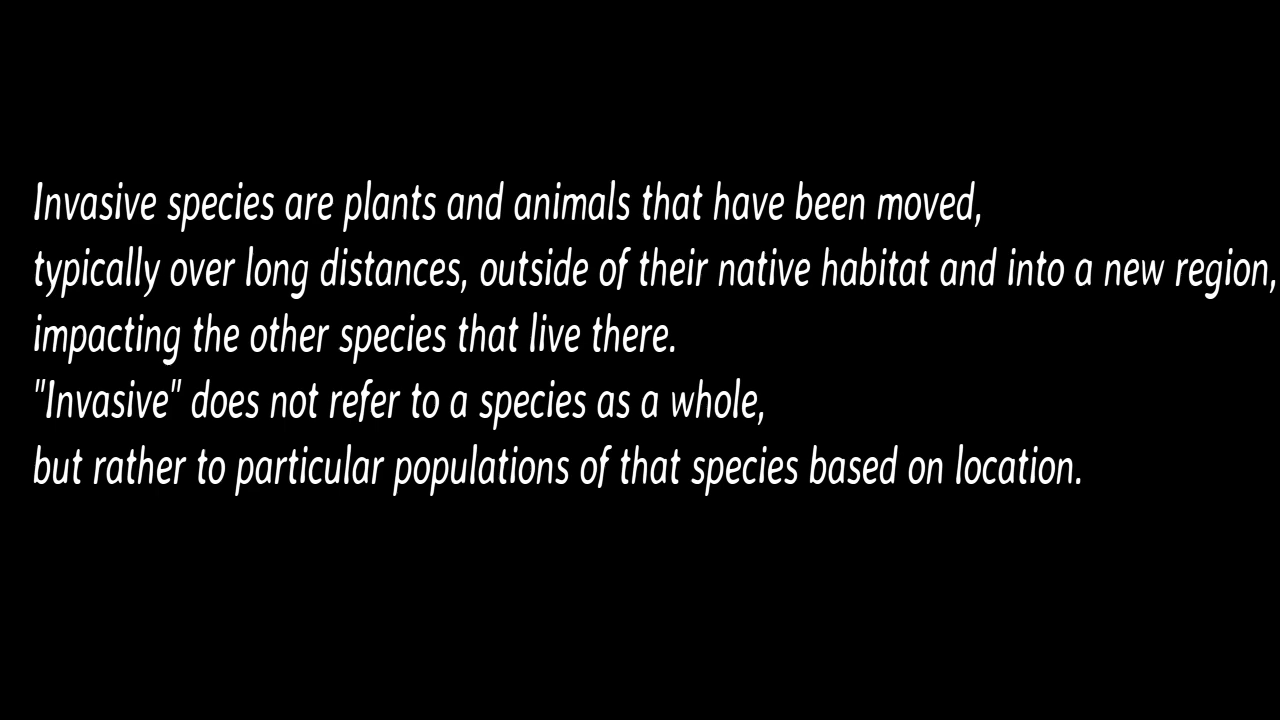 Invasive species are plants and animals that have been moved,
typically over long distances, outside of their native habitat and into a new region,
impacting the other species that live there.
"Invasive" does not refer to a species as a whole,
but rather to particular populations of that species based on location.